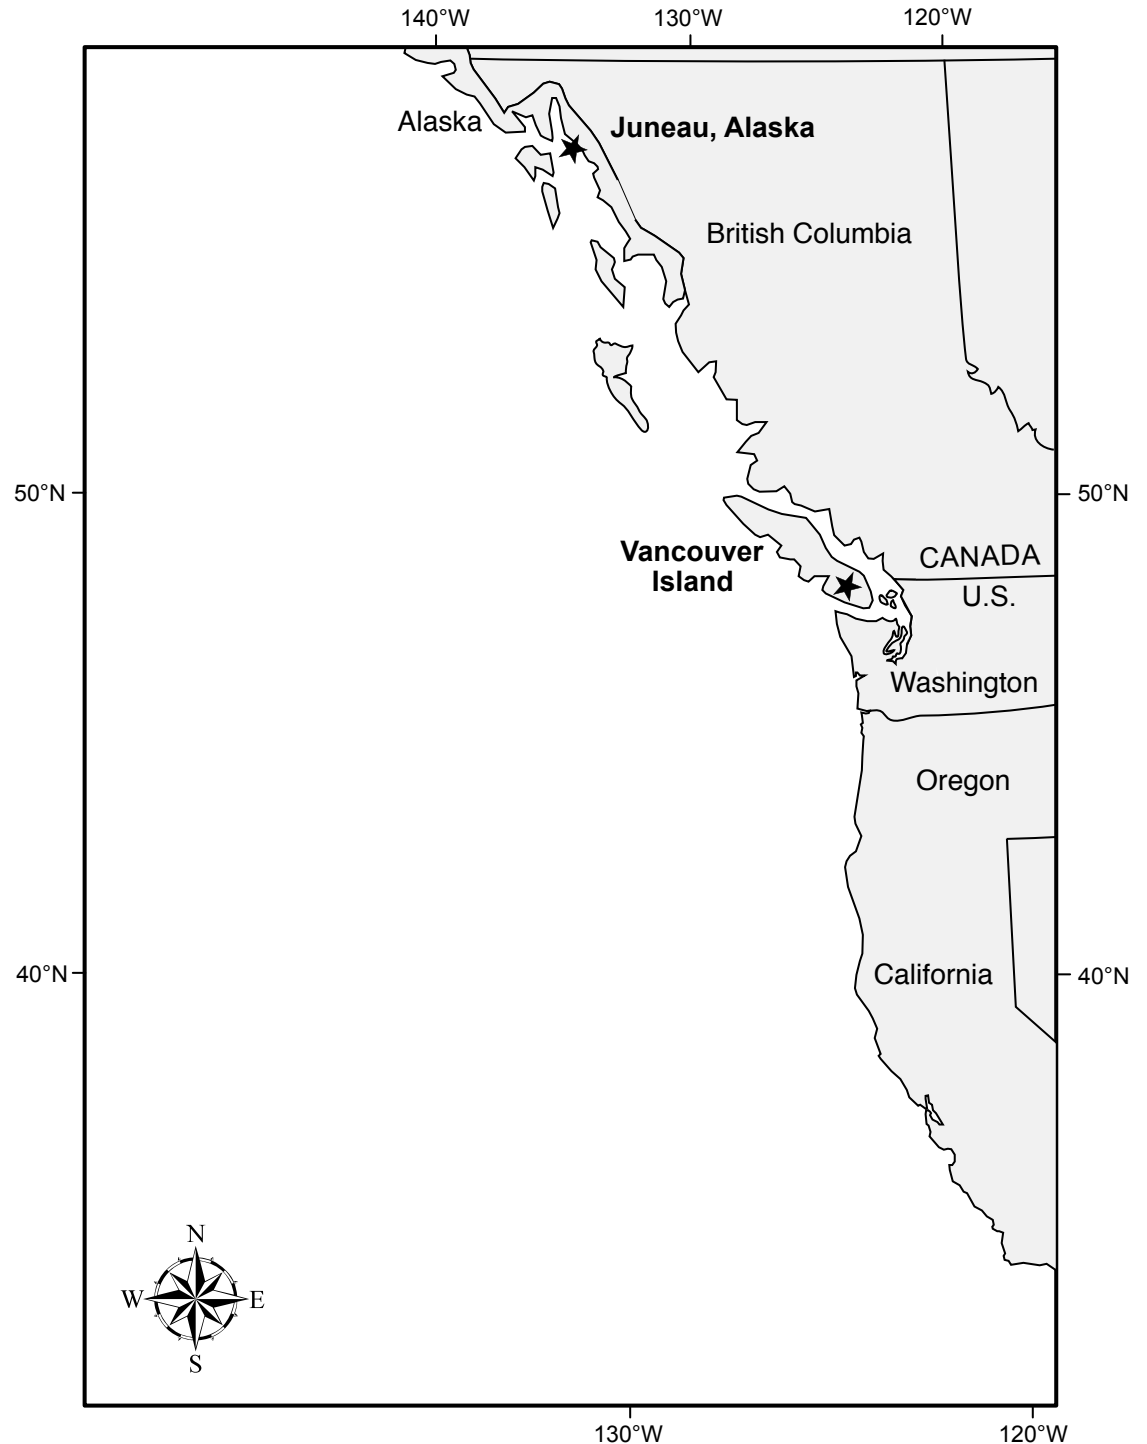 140°W 130°W 120°W
Alaska
Juneau, Alaska
British Columbia
50°N
50°N
Vancouver
Island
CANADA
U.S.
Washington
Oregon
40°N
California
40°N
N
W
E
S
130°W 120°W